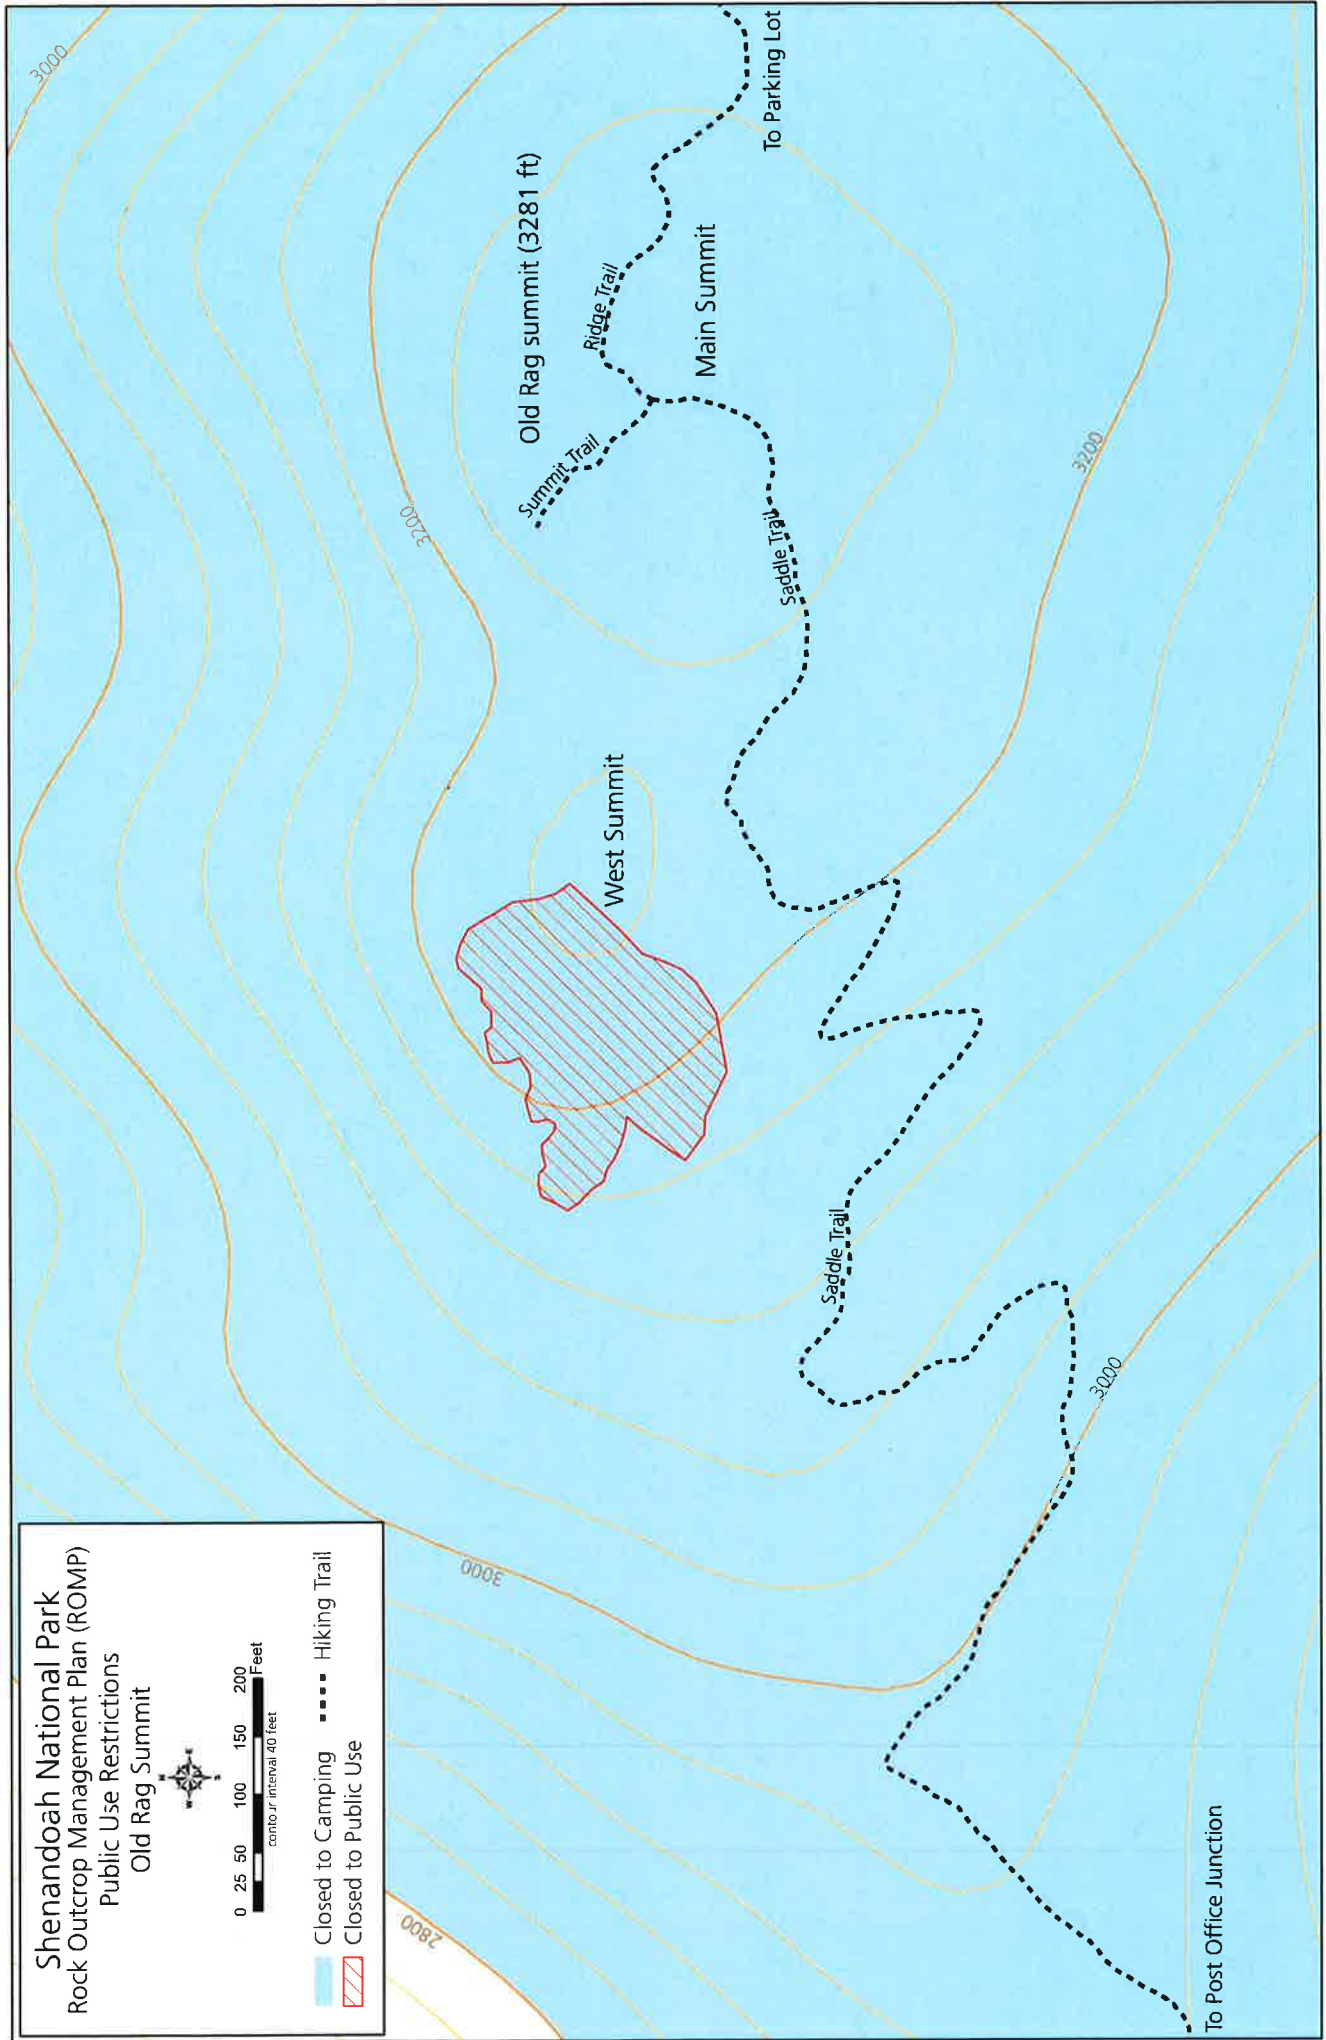 Shenandoah National Park
Rock Outcrop Management Plan (ROMP)
Public Use Restrictions
Old Rag Summit
N
W E
S
0 25 50 100 150 200
Feet
contour interval 40 feet
Closed to Camping
Hiking Trail
Closed to Public Use
3000
3200
Old Rag summit (3281 ft)
Summit Trail
Ridge Trail
Main Summit
To Parking Lot
West Summit
Saddle Trail
3200
3000
2800
Saddle Trail
3000
To Post Office Junction